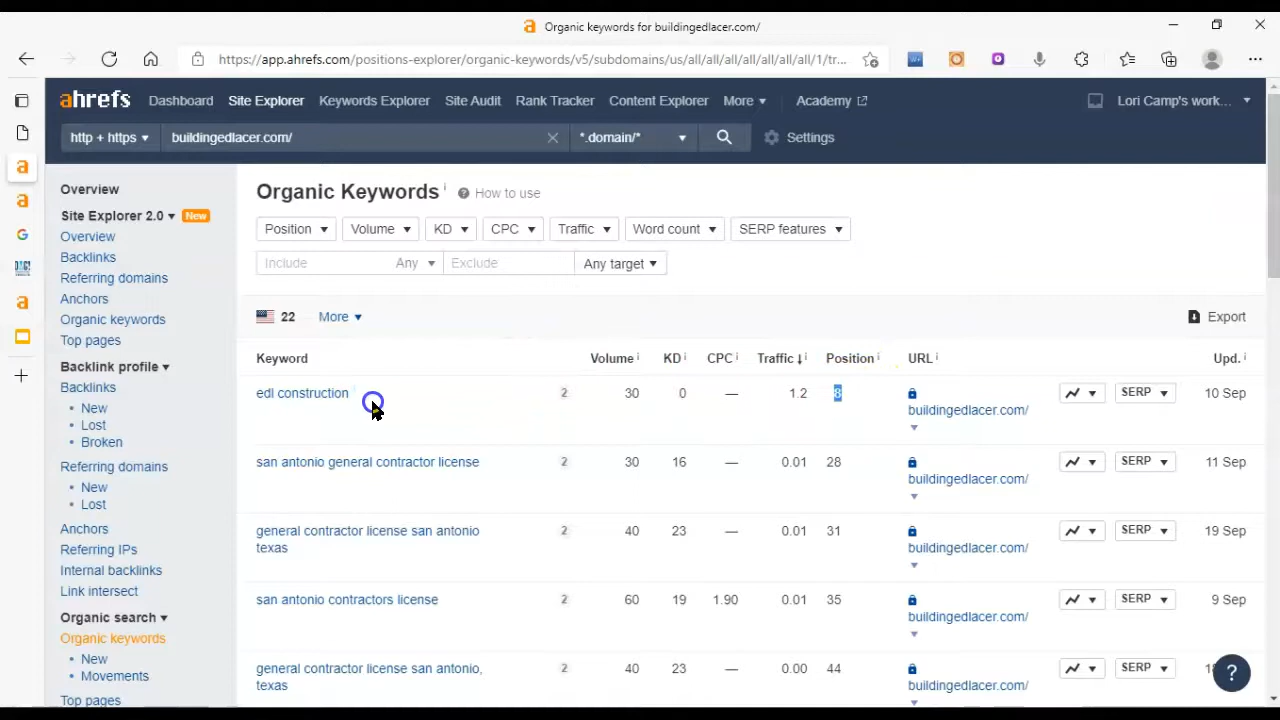 Organic keywords for buildingedlacer.com/
https://app.ahrefs.com/positions-explorer/organic-keywords/v5/subdomains/us/all/all/all/all/all/all/all/1/tr...
ahrefs Dashboard Site Explorer Keywords Explorer Site Audit Rank Tracker Content Explorer More Academy Lori Camp's work...
http + https buildingedlacer.com/ *.domain/* Settings
Overview
Site Explorer 2.0 New
Overview
Backlinks
Referring domains
Anchors
Organic keywords
Top pages
Backlink profile
Backlinks
New
Lost
Broken
Referring domains
New
Lost
Anchors
Referring IPs
Internal backlinks
Link intersect
Organic search
Organic keywords
New
Movements
Top pages
Organic Keywords i ? How to use
Position Volume KD CPC Traffic Word count SERP features
Include Any Exclude Any target
22 More Export
Keyword Volume i KD i CPC i Traffic ↓ i Position i URL i Upd. i
edl construction 2 30 0 — 1.2 8 SERP 10 Sep
buildingedlacer.com/
san antonio general contractor license 2 30 16 — 0.01 28 SERP 11 Sep
buildingedlacer.com/
general contractor license san antonio 2 40 23 — 0.01 31 SERP 19 Sep
texas buildingedlacer.com/
san antonio contractors license 2 60 19 1.90 0.01 35 SERP 9 Sep
buildingedlacer.com/
general contractor license san antonio, 2 40 23 — 0.00 44 SERP
texas buildingedlacer.com/
?